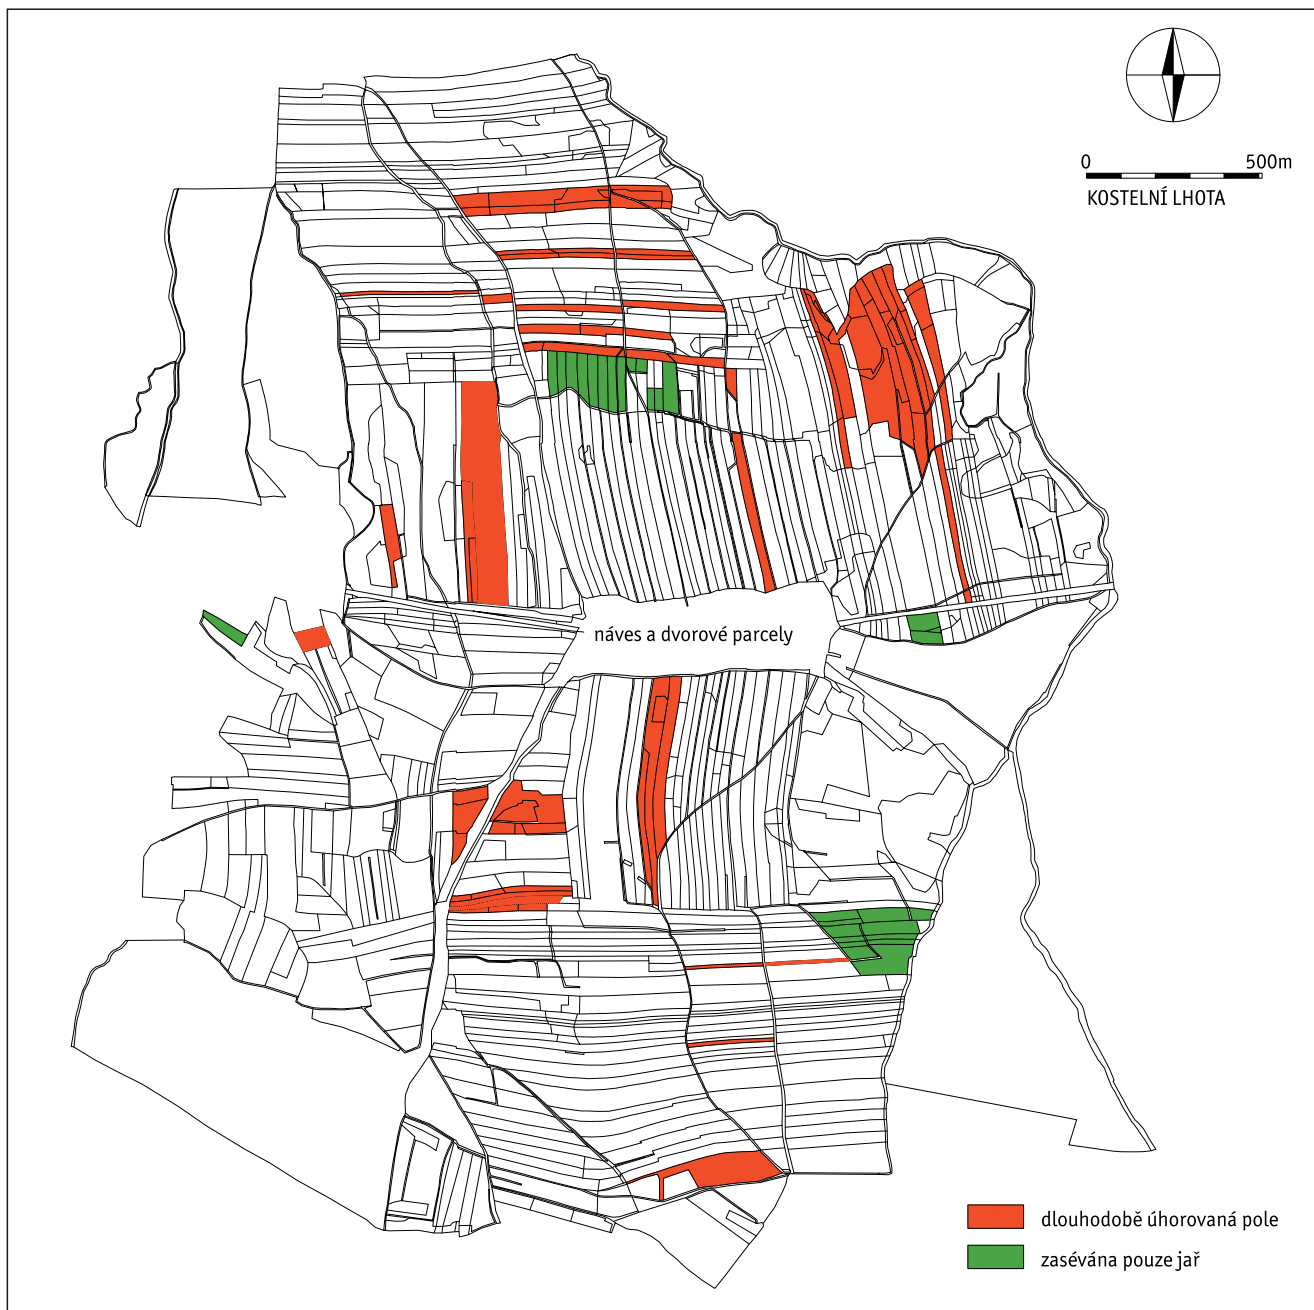 0 500m
KOSTELNÍ LHOTA
náves a dvorové parcely
dlouhodobě úhorovaná pole
zasévána pouze jař